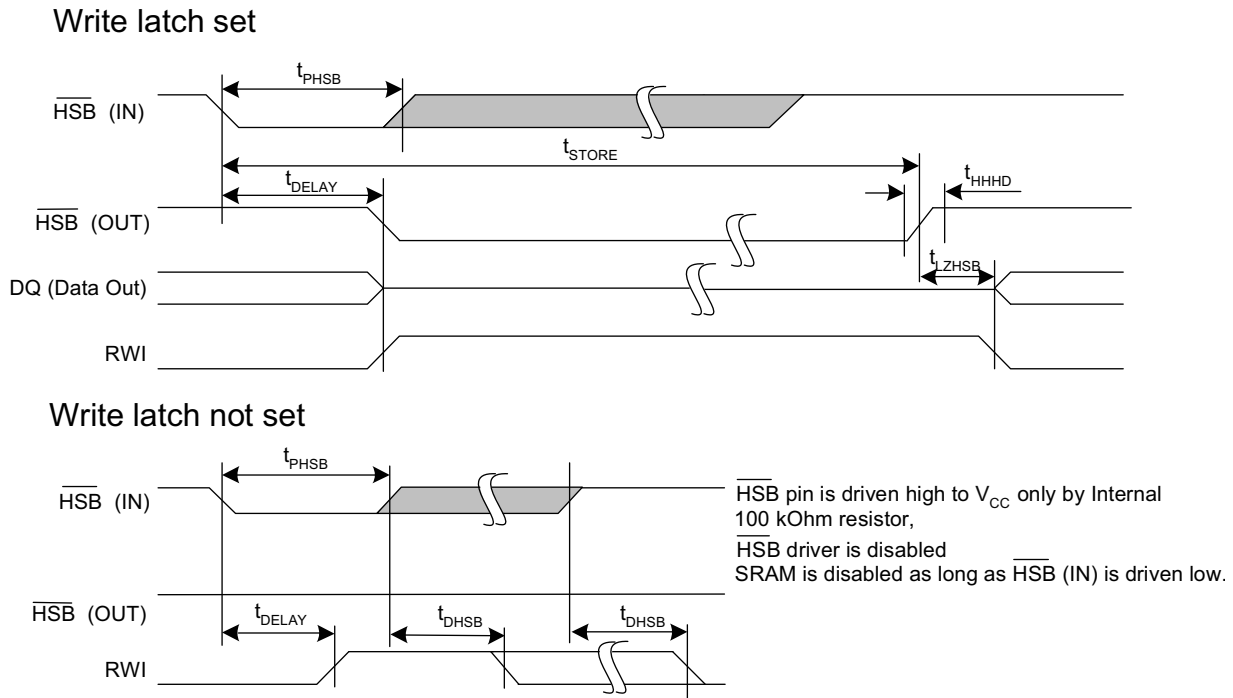 Write latch set
tPHSB
HSB (IN)
tSTORE
tDELAY
tHHHD
HSB (OUT)
tLZHSB
DQ (Data Out)
RWI
Write latch not set
tPHSB
HSB (IN)
HSB pin is driven high to VCC only by Internal
100 kOhm resistor,
HSB driver is disabled
SRAM is disabled as long as HSB (IN) is driven low.
HSB (OUT)
tDELAY
tDHSB
tDHSB
RWI